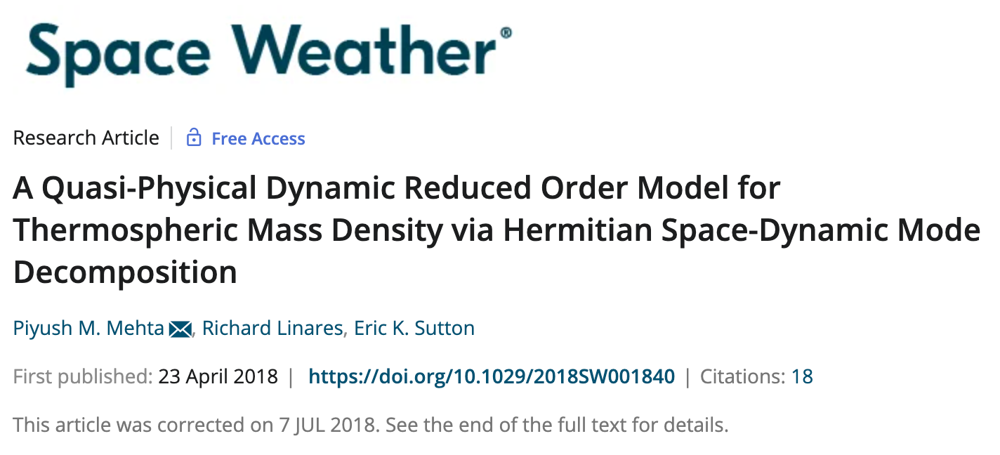 Space Weather®
Research Article | Free Access
A Quasi-Physical Dynamic Reduced Order Model for
Thermospheric Mass Density via Hermitian Space-Dynamic Mode
Decomposition
Piyush M. Mehta, Richard Linares, Eric K. Sutton
First published: 23 April 2018 | https://doi.org/10.1029/2018SW001840 | Citations: 18
This article was corrected on 7 JUL 2018. See the end of the full text for details.